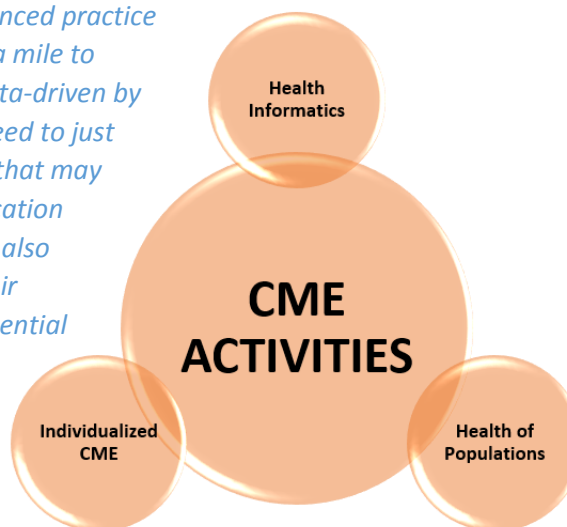 nced practice
a mile to
ta-driven by
eed to just
that may
cation
also
ir
ential
Health
Informatics
CME
ACTIVITIES
Individualized
CME
Health of
Populations